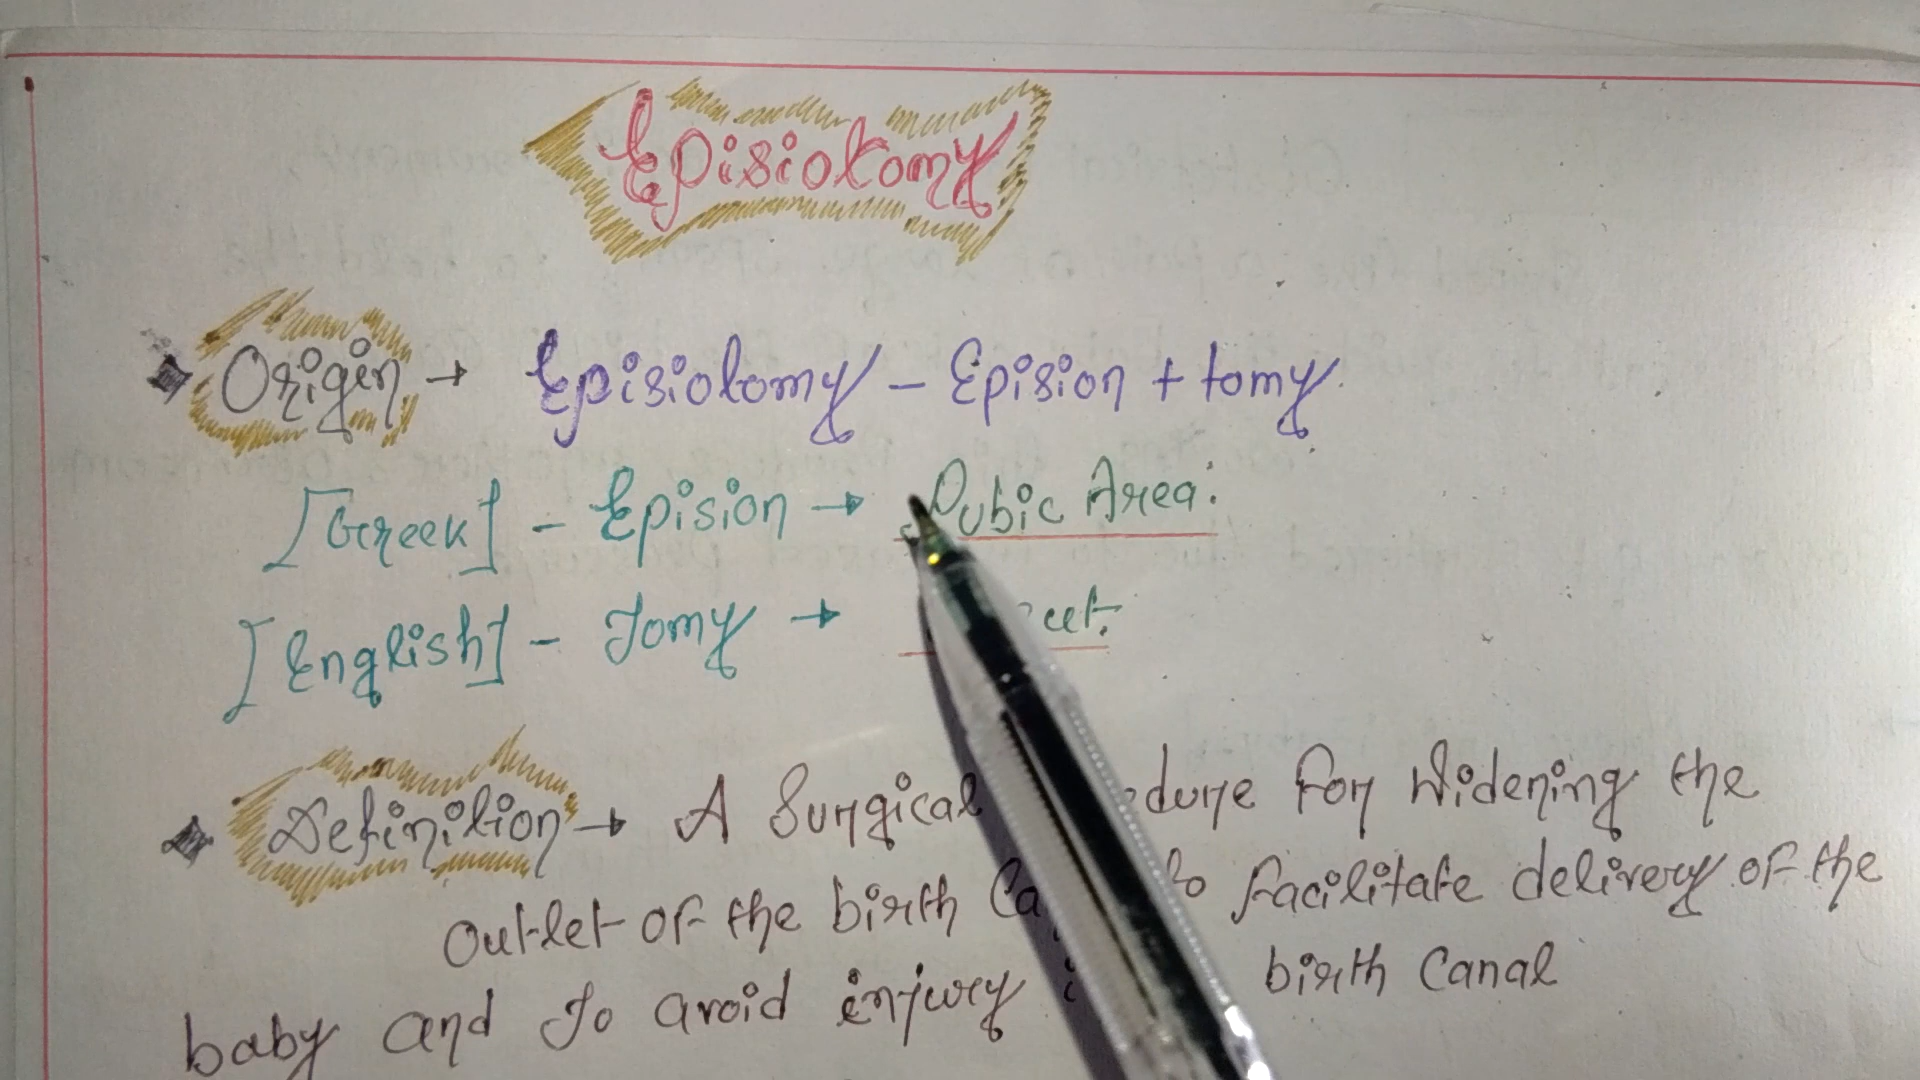 Episiotomy
Origin → Episiotomy - Epision + tomy.
[Greek] - Epision → Pubic Area.
[English] - Tomy → cut.
Definition → A Surgical for Widening the
Outlet of the birth to facilitate delivery of the
baby and To avoid injury birth Canal